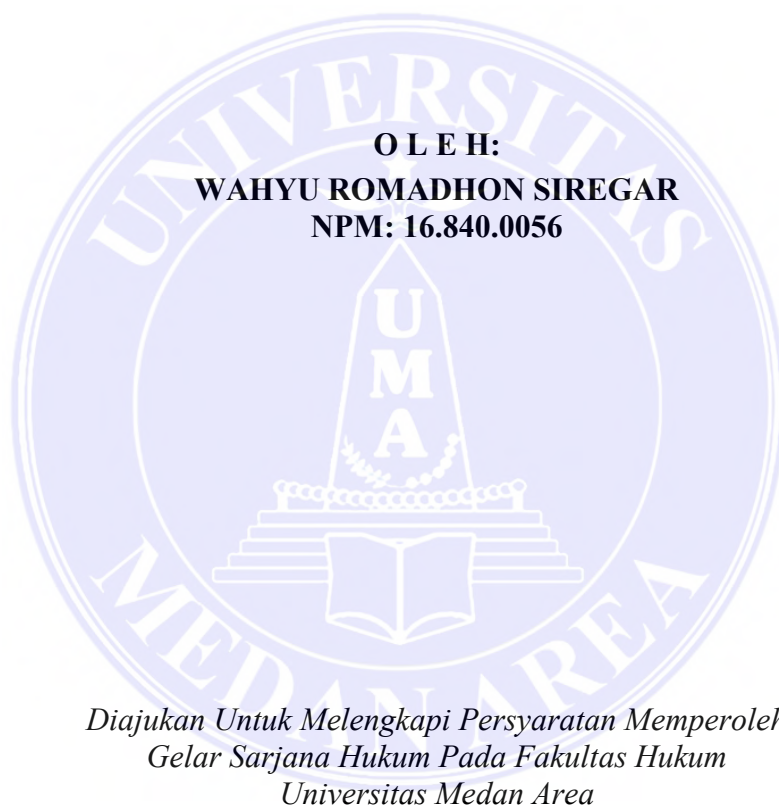 UNIVERSITAS
O L E H:
WAHYU ROMADHON SIREGAR
NPM: 16.840.0056
U
M
A
MEDAN AREA
Diajukan Untuk Melengkapi Persyaratan Memperoleh
Gelar Sarjana Hukum Pada Fakultas Hukum
Universitas Medan Area